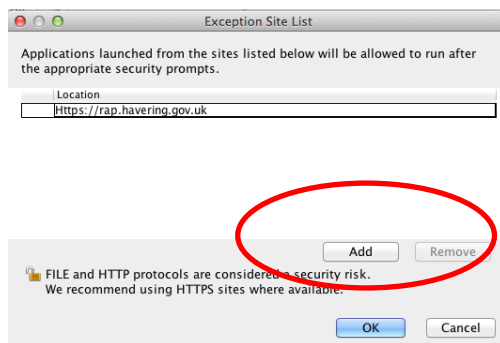 Exception Site List
Applications launched from the sites listed below will be allowed to run after
the appropriate security prompts.
Location
Https://rap.havering.gov.uk
Add Remove
FILE and HTTP protocols are considered a security risk.
We recommend using HTTPS sites where available.
OK Cancel